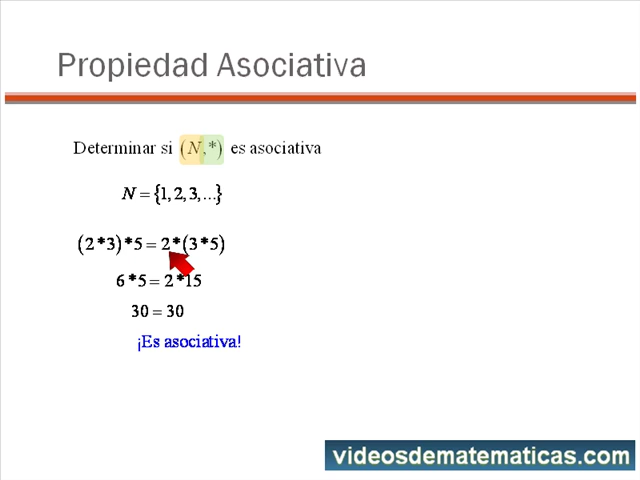 Propiedad Asociativa
Determinar si (N,*) es asociativa
N = {1, 2, 3, ...}
(2*3)*5 = 2*(3*5)
6*5 = 2*15
30 = 30
¡Es asociativa!
videosdematematicas.com